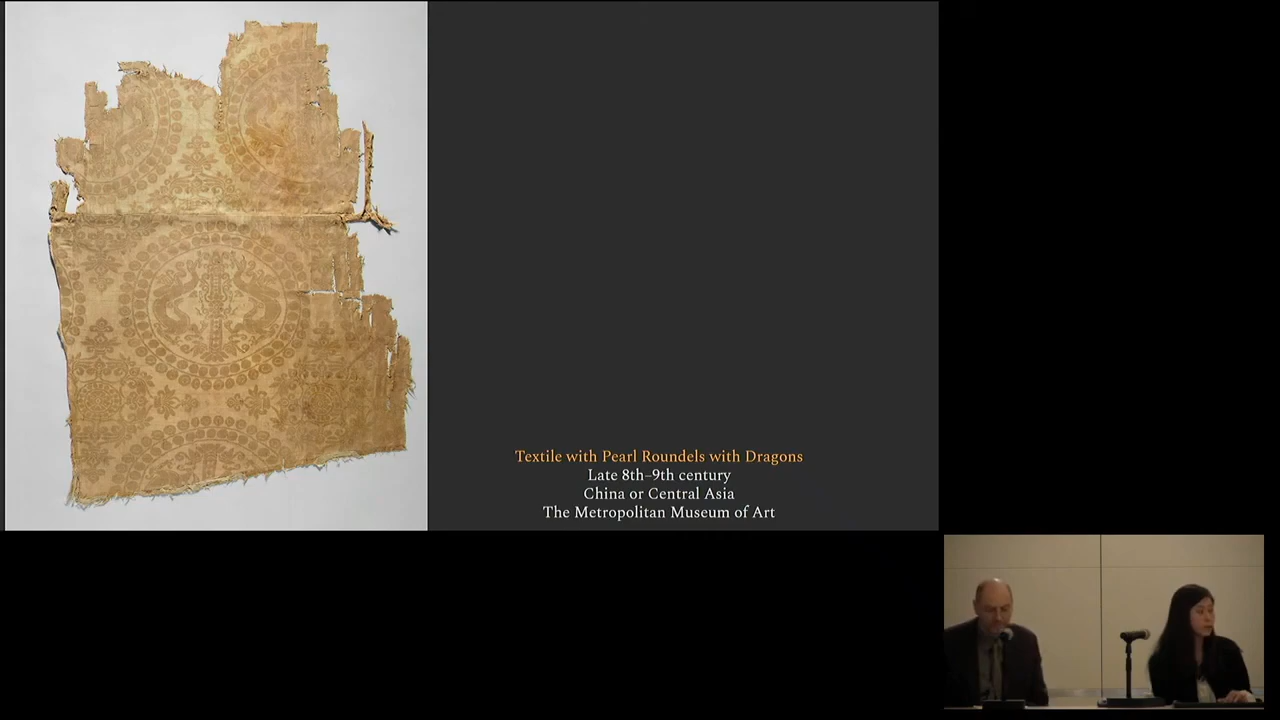 Textile with Pearl Roundels with Dragons
Late 8th–9th century
China or Central Asia
The Metropolitan Museum of Art